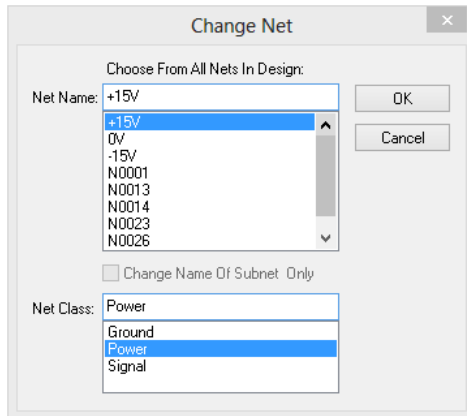 Change Net
Choose From All Nets In Design:
Net Name: +15V
OK
+15V
0V
-15V
N0001
N0013
N0014
N0023
N0026
Cancel
Change Name Of Subnet Only
Net Class: Power
Ground
Power
Signal